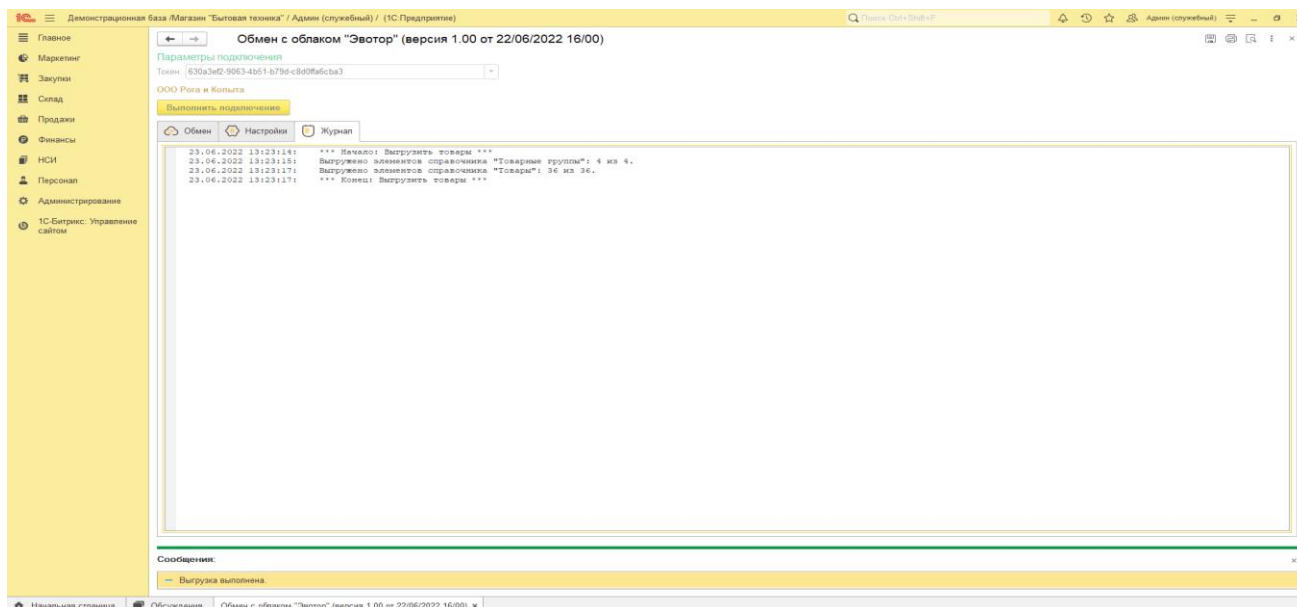 1С Демонстрационная база /Магазин "Бытовая техника" / Админ (служебный) / (1С:Предприятие)
Поиск Ctrl+Shift+F
Админ (служебный)
Главное
Маркетинг
Закупки
Склад
Продажи
Финансы
НСИ
Персонал
Администрирование
1С-Битрикс: Управление
сайтом
Обмен с облаком "Эвотор" (версия 1.00 от 22/06/2022 16/00)
Параметры подключения
Токен: 630a3ef2-9063-4b51-b79d-c8d0ffa6cba3
ООО Рога и Копыта
Выполнить подключение
Обмен Настройки Журнал
23.06.2022 13:23:14: *** Начало: Выгрузить товары ***
23.06.2022 13:23:15: Выгружено элементов справочника "Товарные группы": 4 из 4.
23.06.2022 13:23:17: Выгружено элементов справочника "Товары": 36 из 36.
23.06.2022 13:23:17: *** Конец: Выгрузить товары ***
Сообщения:
— Выгрузка выполнена.
Начальная страница Обсуждения Обмен с облаком "Эвотор" (версия 1.00 от 22/06/2022 16/00) ×